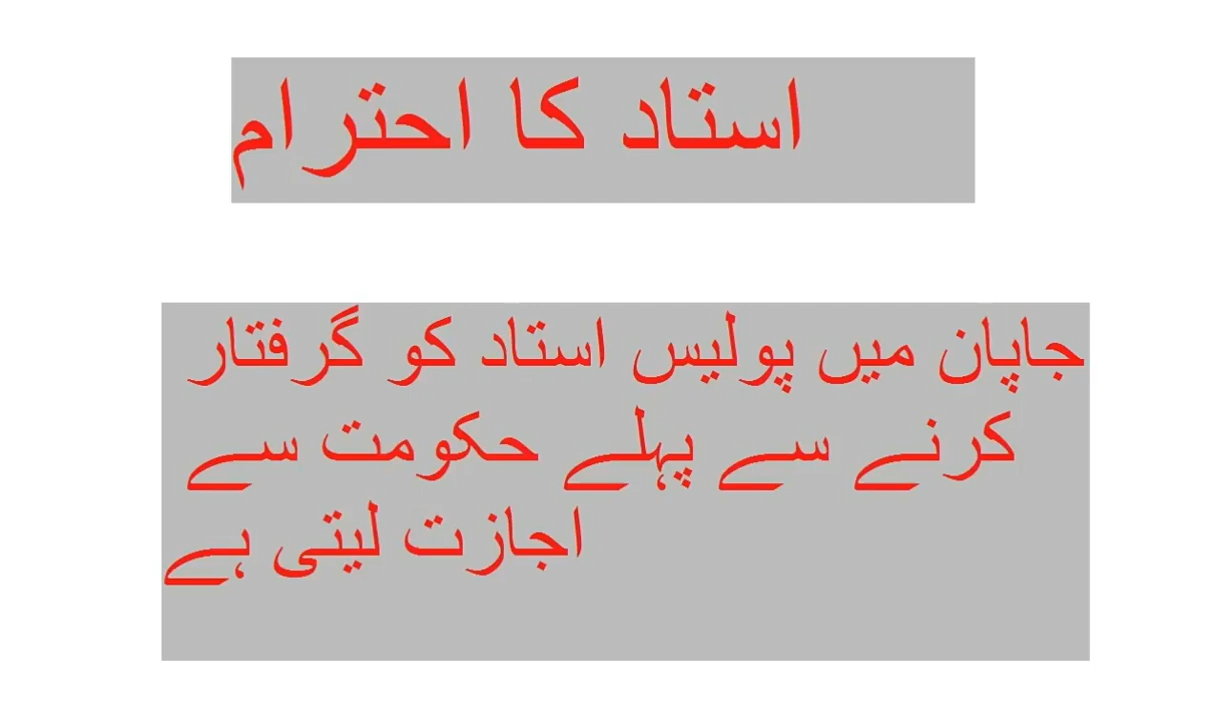 استاد کا احترام
جاپان میں پولیس استاد کو گرفتار
کرنے سے پہلے حکومت سے
اجازت لیتی ہے